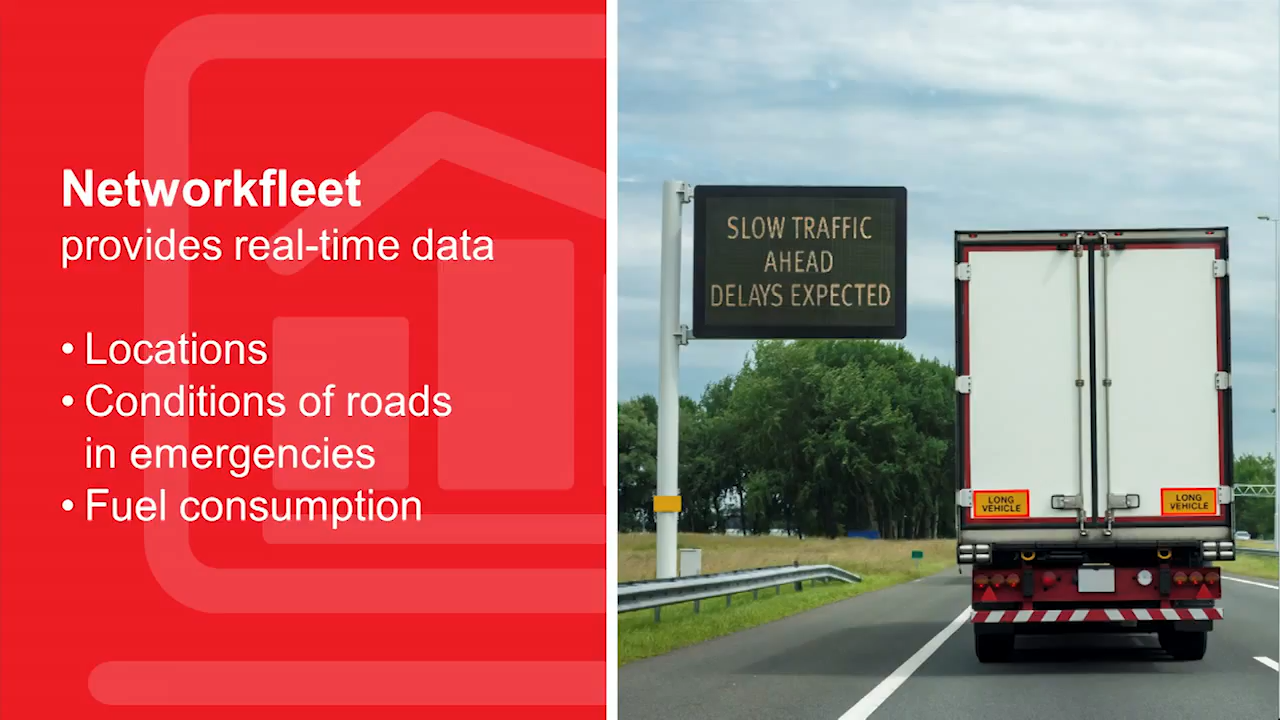 Networkfleet
provides real-time data
• Locations
• Conditions of roads
in emergencies
• Fuel consumption
SLOW TRAFFIC
AHEAD
DELAYS EXPECTED
LONG
VEHICLE
LONG
VEHICLE